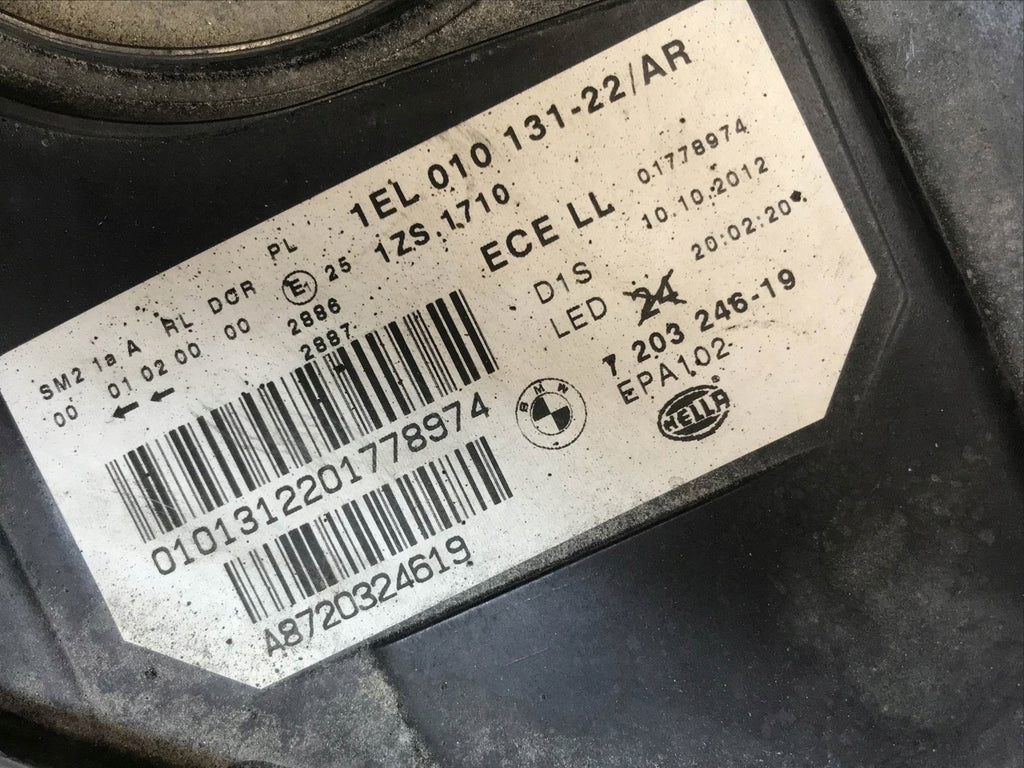 1EL 010 131-22/AR
SM2 1a A RL DCR PL
1ZS.1710
01778974
00 01 02 00 00 00
E1 25
ECE LL
10.10.2012
2886
20:02:20
2887
D1S
LED 24
7 203 246-19
EPA102
0101312201778974
BMW
HELLA
A8720324619